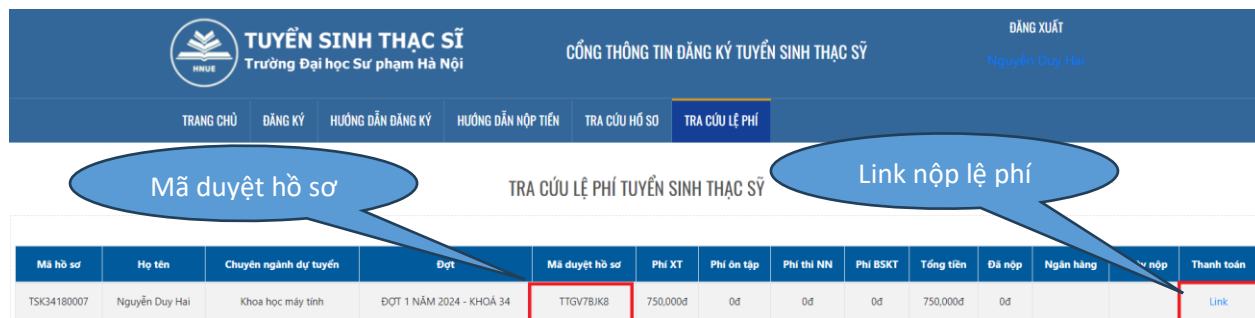 TUYỂN SINH THẠC SĨ
Trường Đại học Sư phạm Hà Nội
HNUE
CỔNG THÔNG TIN ĐĂNG KÝ TUYỂN SINH THẠC SỸ
ĐĂNG XUẤT
Nguyễn Duy Hai
TRANG CHỦ ĐĂNG KÝ HƯỚNG DẪN ĐĂNG KÝ HƯỚNG DẪN NỘP TIỀN TRA CỨU HỒ SƠ TRA CỨU LỆ PHÍ
Mã duyệt hồ sơ
TRA CỨU LỆ PHÍ TUYỂN SINH THẠC SỸ
Link nộp lệ phí
Mã hồ sơ Họ tên Chuyên ngành dự tuyển Đợt Mã duyệt hồ sơ Phí XT Phí ôn tập Phí thi NN Phí BSKT Tổng tiền Đã nộp Ngân hàng nộp Thanh toán
TSK34180007 Nguyễn Duy Hai Khoa học máy tính ĐỢT 1 NĂM 2024 - KHOÁ 34 TTGV7BJK8 750,000đ 0đ 0đ 0đ 750,000đ 0đ Link